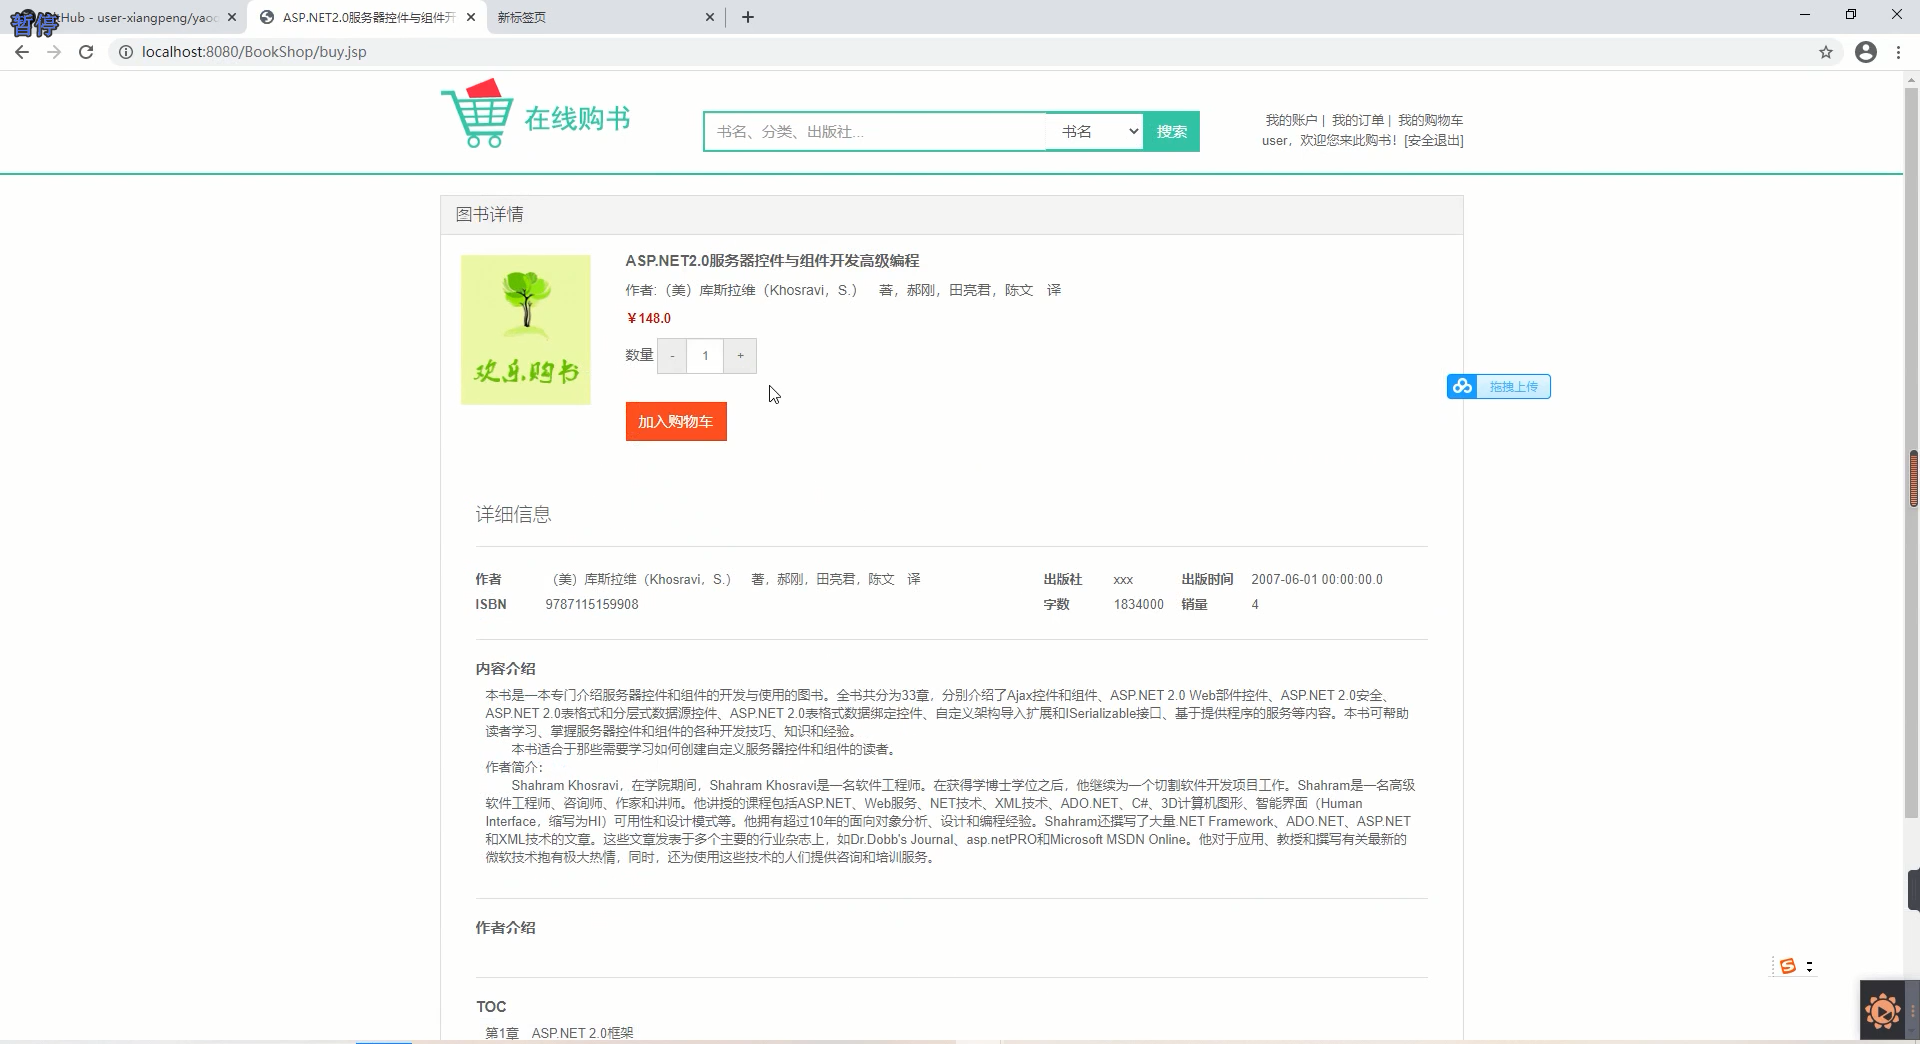 暂停
tHub - user-xiangpeng/yaoc
ASP.NET2.0服务器控件与组件开
新标签页
localhost:8080/BookShop/buy.jsp
在线购书
书名、分类、出版社...
书名
搜索
我的账户 | 我的订单 | 我的购物车
user，欢迎您来此购书！[安全退出]
图书详情
欢乐购书
ASP.NET2.0服务器控件与组件开发高级编程
作者:（美）库斯拉维（Khosravi，S.） 著，郝刚，田亮君，陈文 译
￥148.0
数量 - 1 +
加入购物车
拖拽上传
详细信息
作者 （美）库斯拉维（Khosravi，S.） 著，郝刚，田亮君，陈文 译 出版社 xxx 出版时间 2007-06-01 00:00:00.0
ISBN 9787115159908 字数 1834000 销量 4
内容介绍
本书是一本专门介绍服务器控件和组件的开发与使用的图书。全书共分为33章，分别介绍了Ajax控件和组件、ASP.NET 2.0 Web部件控件、ASP.NET 2.0安全、
ASP.NET 2.0表格式和分层式数据源控件、ASP.NET 2.0表格式数据绑定控件、自定义架构导入扩展和ISerializable接口、基于提供程序的服务等内容。本书可帮助
读者学习、掌握服务器控件和组件的各种开发技巧、知识和经验。
本书适合于那些需要学习如何创建自定义服务器控件和组件的读者。
作者简介：
Shahram Khosravi，在学院期间，Shahram Khosravi是一名软件工程师。在获得学博士学位之后，他继续为一个切割软件开发项目工作。Shahram是一名高级
软件工程师、咨询师、作家和讲师。他讲授的课程包括ASP.NET、Web服务、NET技术、XML技术、ADO.NET、C#、3D计算机图形、智能界面（Human
Interface，缩写为HI）可用性和设计模式等。他拥有超过10年的面向对象分析、设计和编程经验。Shahram还撰写了大量.NET Framework、ADO.NET、ASP.NET
和XML技术的文章。这些文章发表于多个主要的行业杂志上，如Dr.Dobb's Journal、asp.netPRO和Microsoft MSDN Online。他对于应用、教授和撰写有关最新的
微软技术抱有极大热情，同时，还为使用这些技术的人们提供咨询和培训服务。
作者介绍
TOC
第1章 ASP.NET 2.0框架